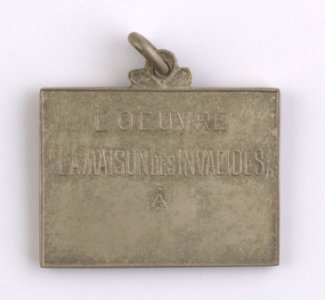 L'OEUVRE
"LA MAISON DES INVALIDES"
A